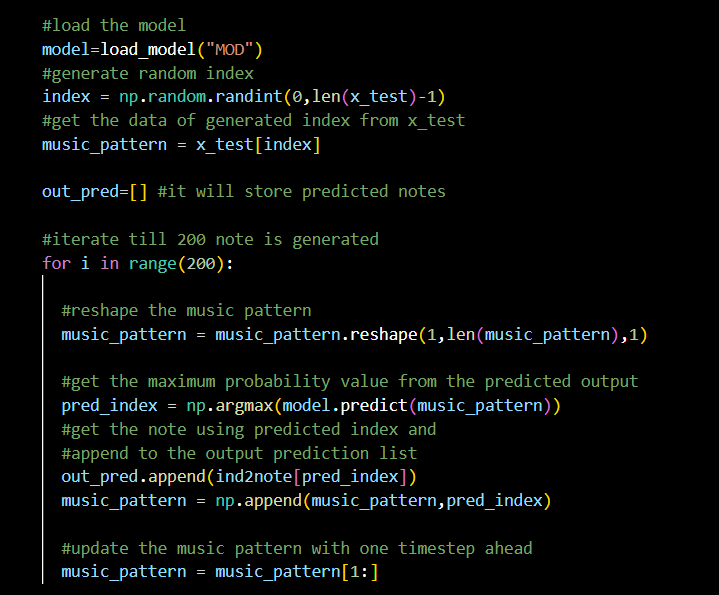 #load the model
model=load_model("MOD")
#generate random index
index = np.random.randint(0,len(x_test)-1)
#get the data of generated index from x_test
music_pattern = x_test[index]
out_pred=[] #it will store predicted notes
#iterate till 200 note is generated
for i in range(200):
#reshape the music pattern
music_pattern = music_pattern.reshape(1,len(music_pattern),1)
#get the maximum probability value from the predicted output
pred_index = np.argmax(model.predict(music_pattern))
#get the note using predicted index and
#append to the output prediction list
out_pred.append(ind2note[pred_index])
music_pattern = np.append(music_pattern,pred_index)
#update the music pattern with one timestep ahead
music_pattern = music_pattern[1:]